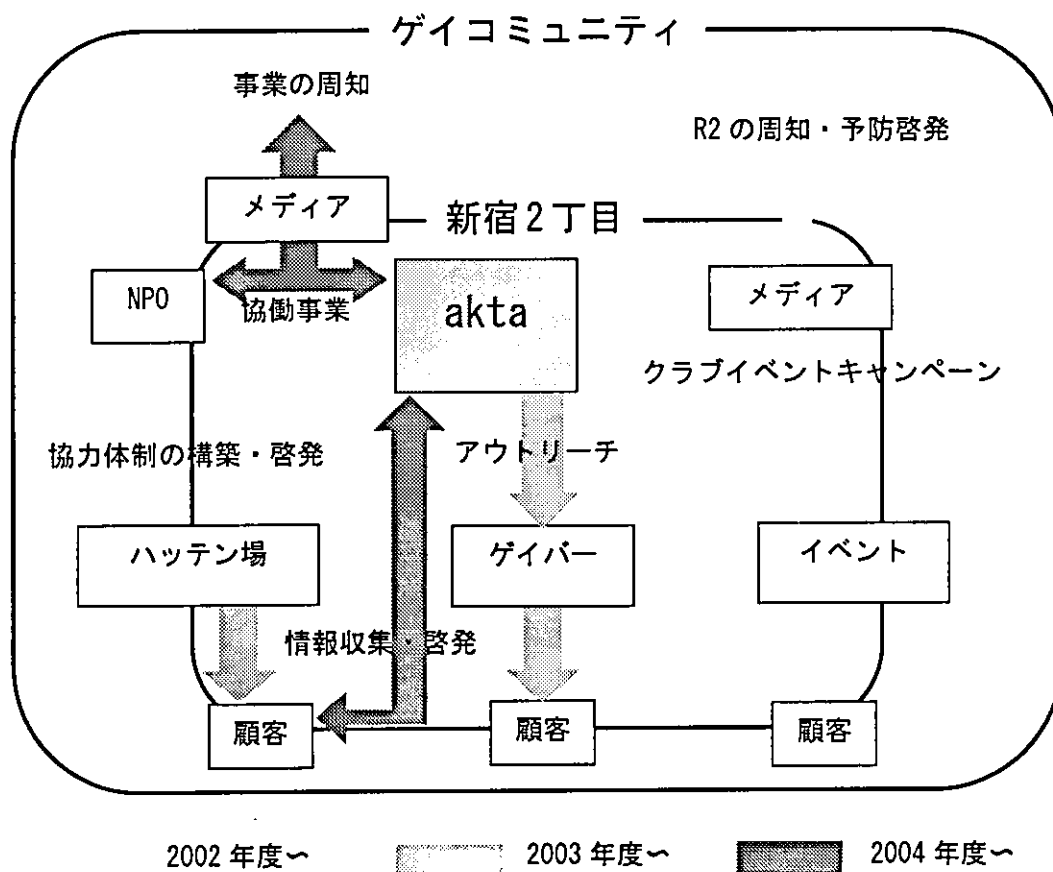 ゲイコミュニティ
事業の周知
R2の周知・予防啓発
メディア
新宿2丁目
NPO
協働事業
akta
メディア
クラブイベントキャンペーン
協力体制の構築・啓発
アウトリーチ
ハッテン場
ゲイバー
イベント
情報収集・啓発
顧客
顧客
顧客
2002年度〜
2003年度〜
2004年度〜